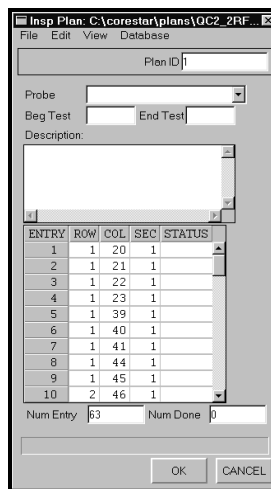 Insp Plan: C:\corestar\plans\QC2_2RF...
File Edit View Database
Plan ID 1
Probe
Beg Test End Test
Description:
ENTRY ROW COL SEC STATUS
1 1 20 1
2 1 21 1
3 1 22 1
4 1 23 1
5 1 39 1
6 1 40 1
7 1 41 1
8 1 44 1
9 1 45 1
10 2 46 1
Num Entry 63 Num Done 0
OK CANCEL